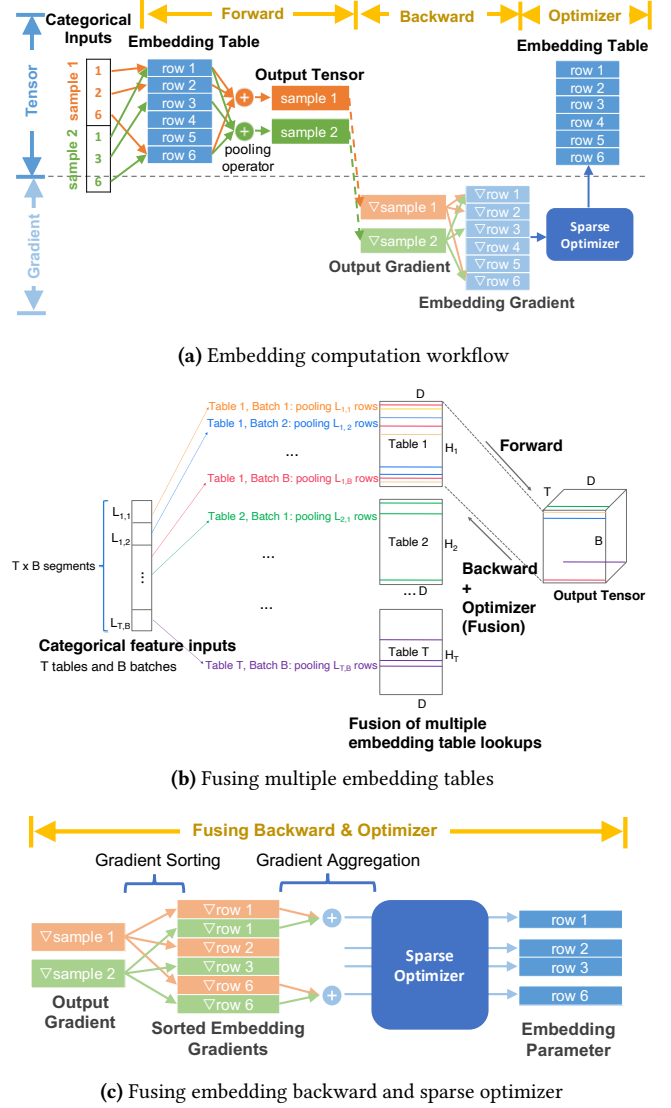 Forward
Backward
Optimizer
Categorical
Inputs
Embedding Table
Embedding Table
Tensor
sample 1
sample 2
1
2
6
1
3
6
row 1
row 2
row 3
row 4
row 5
row 6
+
+
pooling
operator
Output Tensor
sample 1
sample 2
row 1
row 2
row 3
row 4
row 5
row 6
Gradient
▽sample 1
▽sample 2
Output Gradient
▽row 1
▽row 2
▽row 3
▽row 4
▽row 5
▽row 6
Embedding Gradient
Sparse
Optimizer
(a) Embedding computation workflow
Table 1, Batch 1: pooling L1,1 rows
Table 1, Batch 2: pooling L1, 2 rows
...
Table 1, Batch B: pooling L1,B rows
Table 2, Batch 1: pooling L2,1 rows
...
...
Table T, Batch B: pooling LT,B rows
T x B segments
L1,1
L1,2
⋮
LT,B
Categorical feature inputs
T tables and B batches
D
Table 1
H1
Table 2
H2
... D
Table T
HT
D
Fusion of multiple
embedding table lookups
Forward
Backward
+
Optimizer
(Fusion)
T
D
B
Output Tensor
(b) Fusing multiple embedding tables
Fusing Backward & Optimizer
Gradient Sorting
Gradient Aggregation
▽sample 1
▽sample 2
Output
Gradient
▽row 1
▽row 1
▽row 2
▽row 3
▽row 6
▽row 6
Sorted Embedding
Gradients
+
+
Sparse
Optimizer
row 1
row 2
row 3
row 6
Embedding
Parameter
(c) Fusing embedding backward and sparse optimizer